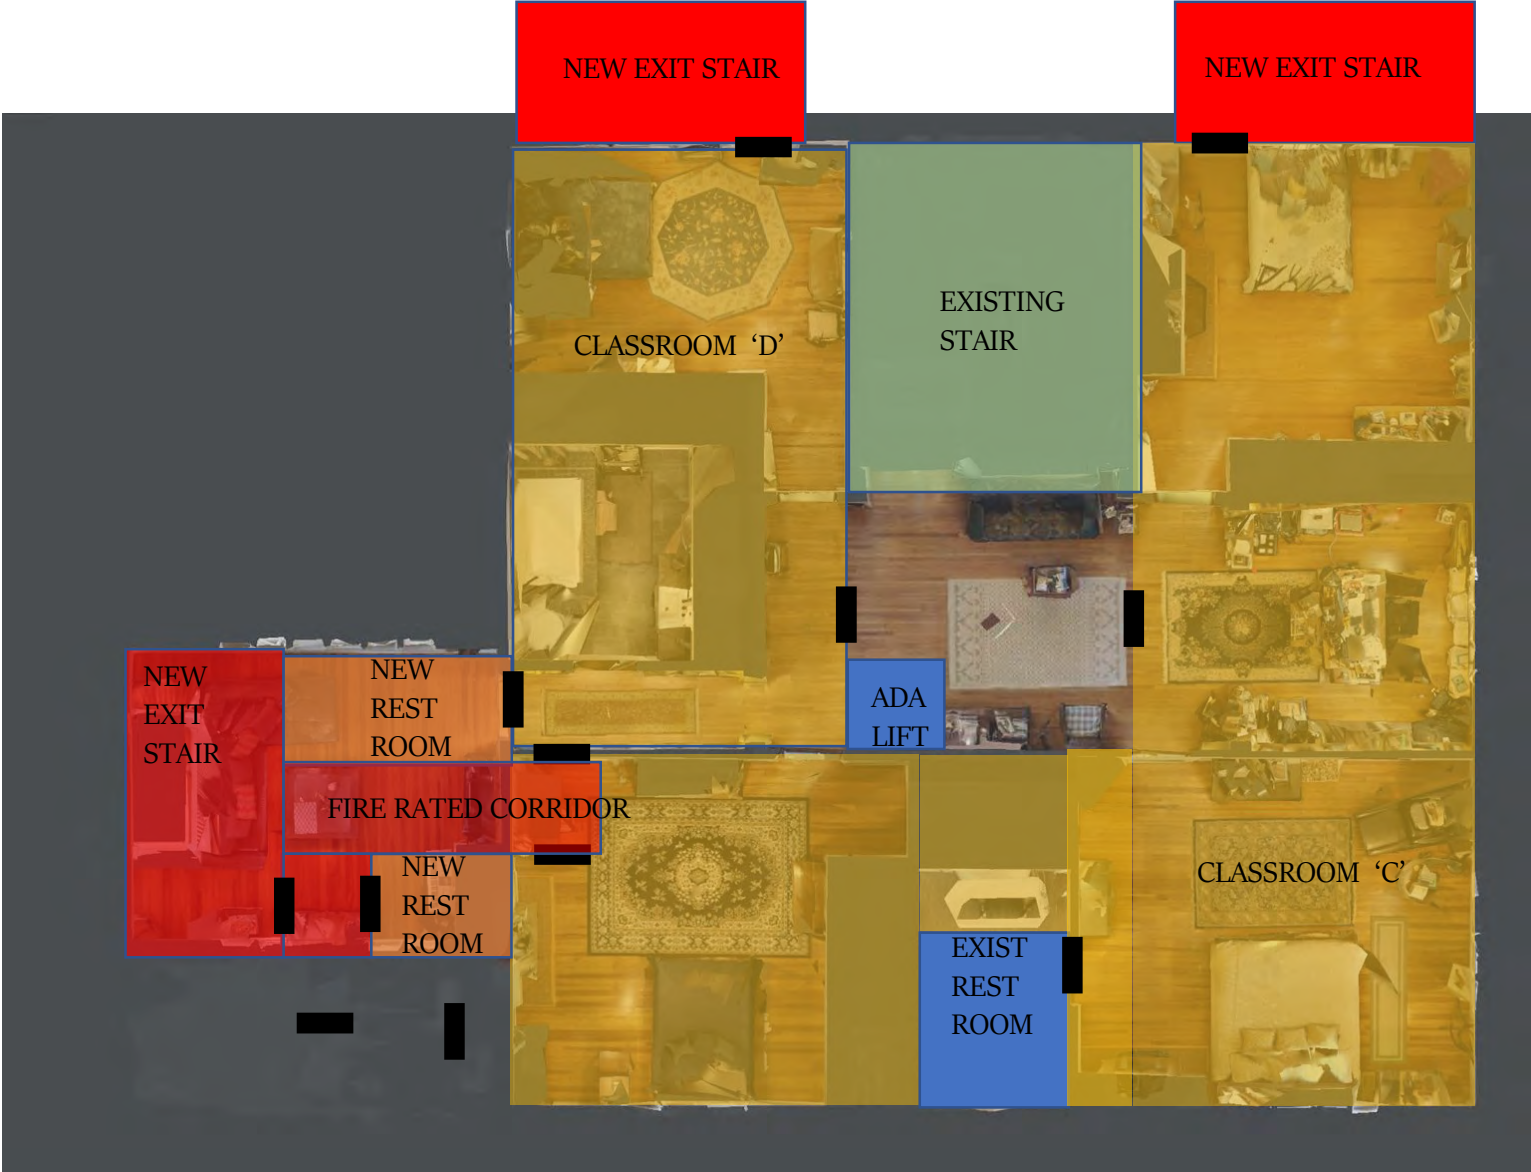 NEW EXIT STAIR
NEW EXIT STAIR
EXISTING
STAIR
CLASSROOM ‘D’
NEW
EXIT
STAIR
NEW
REST
ROOM
ADA
LIFT
FIRE RATED CORRIDOR
NEW
REST
ROOM
CLASSROOM ‘C’
EXIST
REST
ROOM